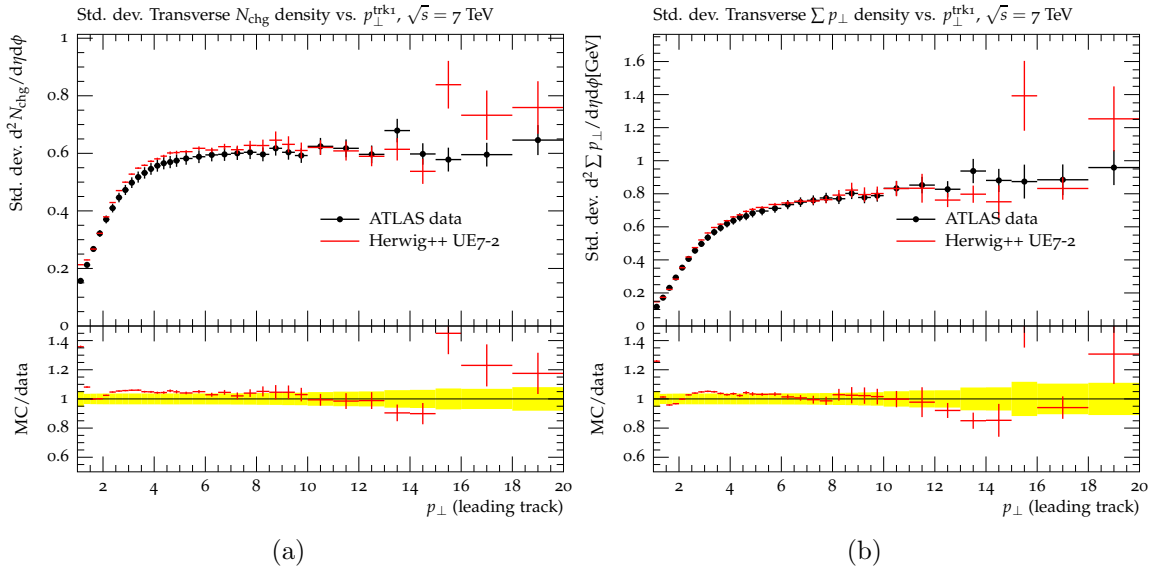 Std. dev. Transverse N_chg density vs. p_⊥^trk1, √s = 7 TeV
Std. dev. d²N_chg/dηdϕ
1
0.8
0.6
0.4
0.2
0
ATLAS data
Herwig++ UE7-2
MC/data
1.4
1.2
1
0.8
0.6
2 4 6 8 10 12 14 16 18 20
p_⊥ (leading track)
(a)
Std. dev. Transverse ∑ p_⊥ density vs. p_⊥^trk1, √s = 7 TeV
Std. dev. d² ∑ p_⊥/dηdϕ[GeV]
1.6
1.4
1.2
1
0.8
0.6
0.4
0.2
0
ATLAS data
Herwig++ UE7-2
MC/data
1.4
1.2
1
0.8
0.6
2 4 6 8 10 12 14 16 18 20
p_⊥ (leading track)
(b)